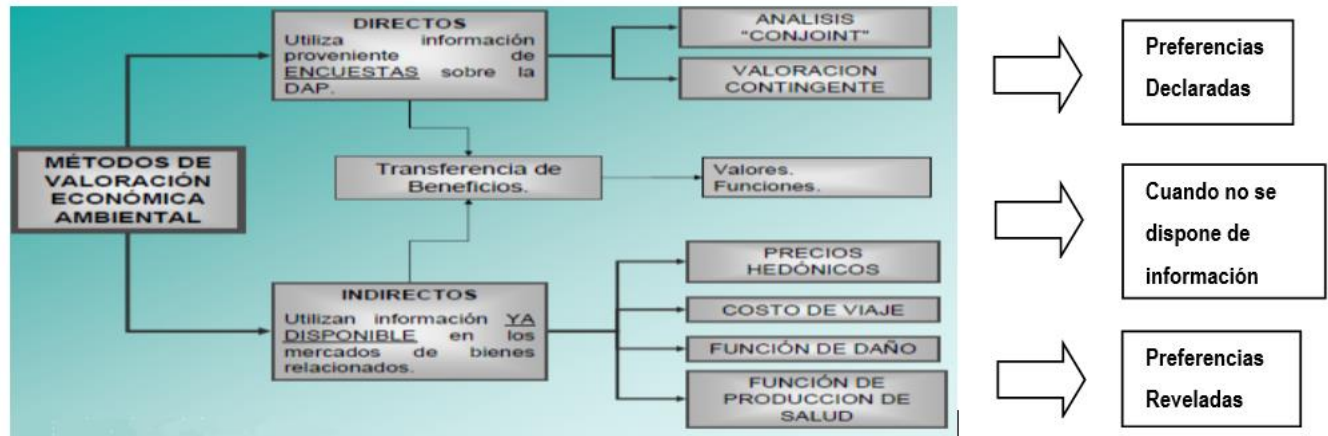 MÉTODOS DE
VALORACIÓN
ECONÓMICA
AMBIENTAL
DIRECTOS
Utiliza información
proveniente de
ENCUESTAS sobre la
DAP.
ANALISIS
"CONJOINT"
VALORACION
CONTINGENTE
Preferencias
Declaradas
Transferencia de
Beneficios.
Valores.
Funciones.
Cuando no se
dispone de
información
INDIRECTOS
Utilizan información YA
DISPONIBLE en los
mercados de bienes
relacionados.
PRECIOS
HEDÓNICOS
COSTO DE VIAJE
FUNCIÓN DE DAÑO
FUNCIÓN DE
PRODUCCION DE
SALUD
Preferencias
Reveladas